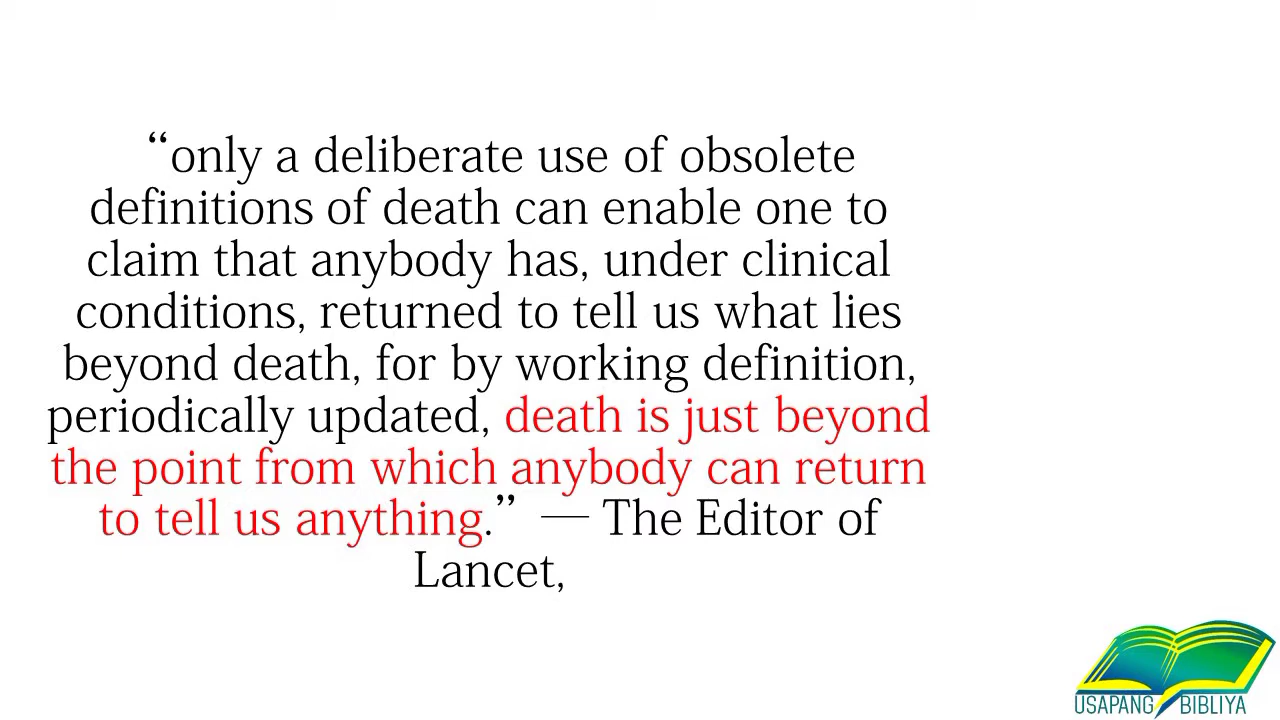 “only a deliberate use of obsolete
definitions of death can enable one to
claim that anybody has, under clinical
conditions, returned to tell us what lies
beyond death, for by working definition,
periodically updated, death is just beyond
the point from which anybody can return
to tell us anything.” — The Editor of
Lancet,
USAPANG BIBLIYA